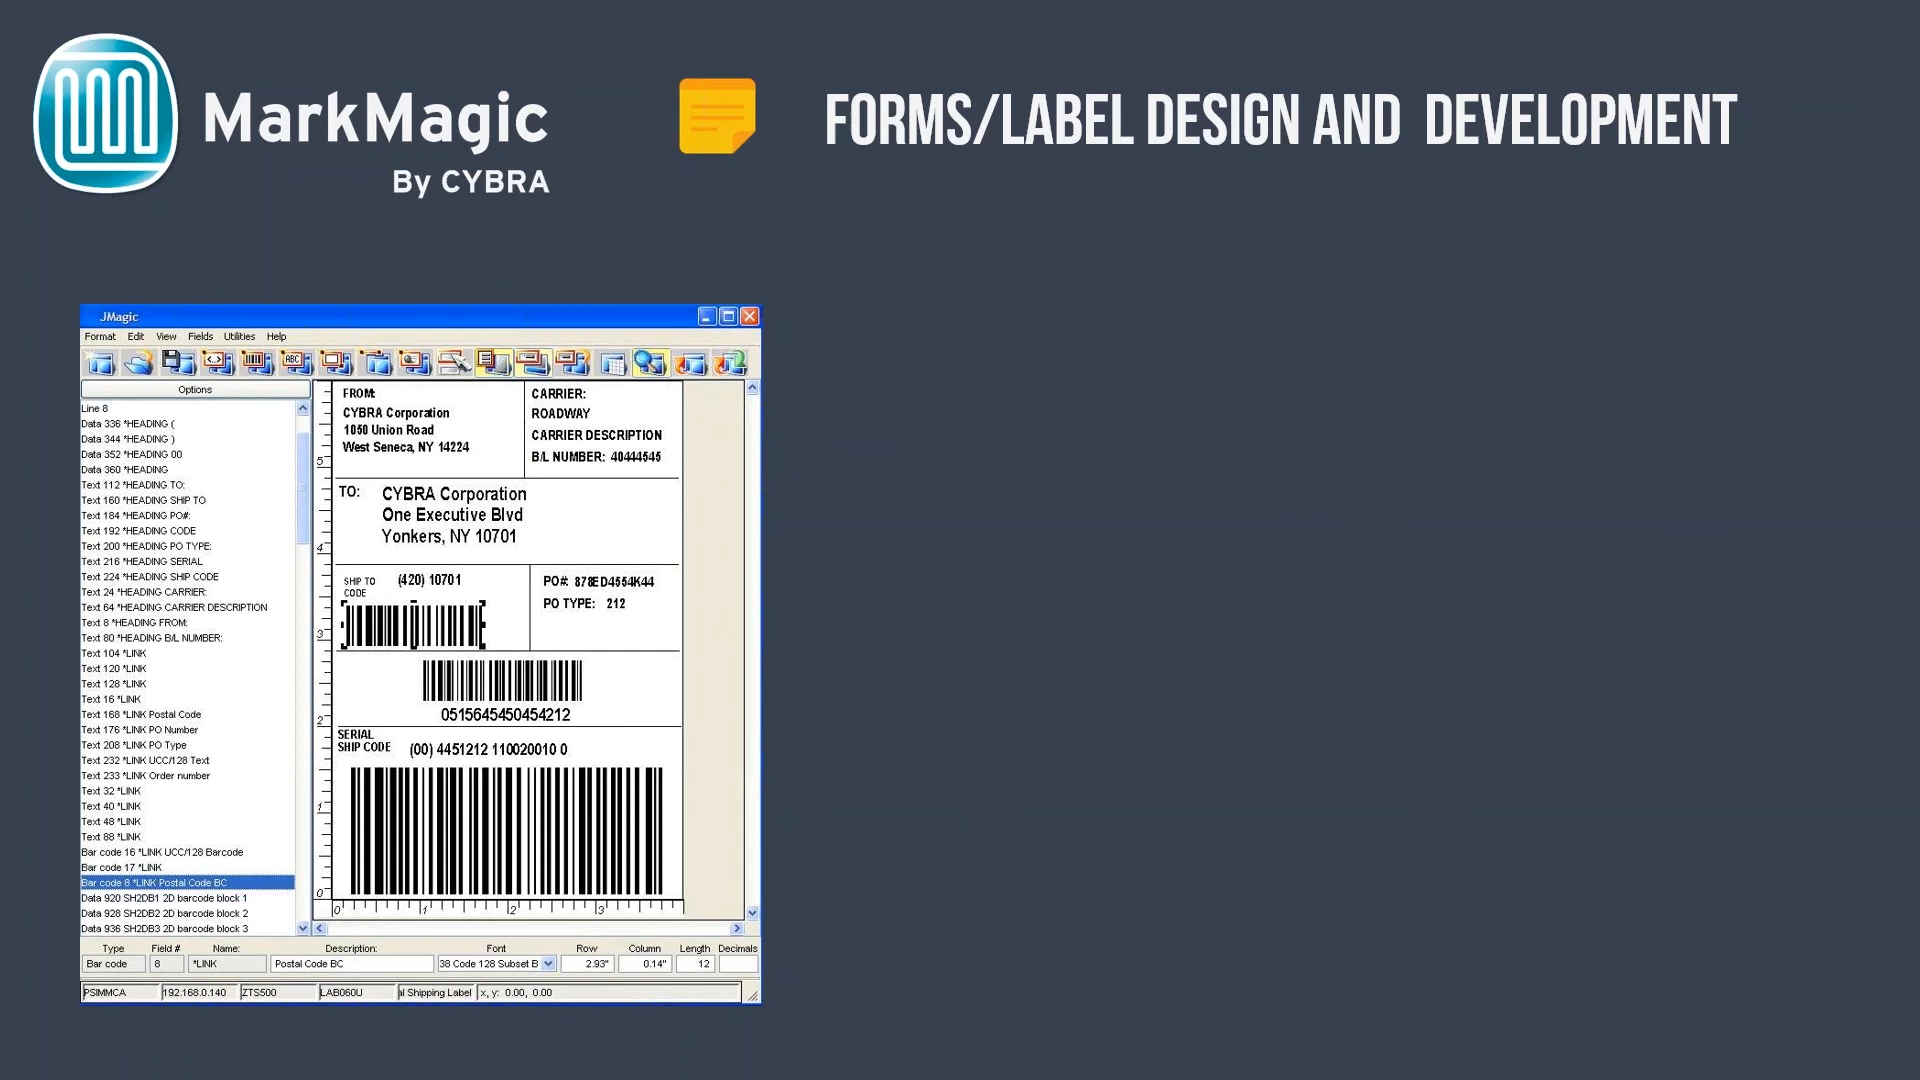 MarkMagic
By CYBRA
FORMS/LABEL DESIGN AND DEVELOPMENT
JMagic
Format Edit View Fields Utilities Help
ABC
Options
Line 8
Data 336 *HEADING (
Data 344 *HEADING )
Data 352 *HEADING 00
Data 360 *HEADING
Text 112 *HEADING TO:
Text 160 *HEADING SHIP TO
Text 184 *HEADING PO#:
Text 192 *HEADING CODE
Text 200 *HEADING PO TYPE:
Text 216 *HEADING SERIAL
Text 224 *HEADING SHIP CODE
Text 24 *HEADING CARRIER:
Text 64 *HEADING CARRIER DESCRIPTION
Text 8 *HEADING FROM:
Text 80 *HEADING B/L NUMBER:
Text 104 *LINK
Text 120 *LINK
Text 128 *LINK
Text 16 *LINK
Text 168 *LINK Postal Code
Text 176 *LINK PO Number
Text 208 *LINK PO Type
Text 232 *LINK UCC/128 Text
Text 233 *LINK Order number
Text 32 *LINK
Text 40 *LINK
Text 48 *LINK
Text 88 *LINK
Bar code 16 *LINK UCC/128 Barcode
Bar code 17 *LINK
Bar code 8 *LINK Postal Code BC
Data 920 SH2DB1 2D barcode block 1
Data 928 SH2DB2 2D barcode block 2
Data 936 SH2DB3 2D barcode block 3
5
4
3
2
1
0
FROM:
CYBRA Corporation
1050 Union Road
West Seneca, NY 14224
CARRIER:
ROADWAY
CARRIER DESCRIPTION
B/L NUMBER: 40444545
TO: CYBRA Corporation
One Executive Blvd
Yonkers, NY 10701
SHIP TO (420) 10701
CODE
PO#: 878ED4554K44
PO TYPE: 212
0515645450454212
SERIAL
SHIP CODE (00) 4451212 110020010 0
0 1 2 3
Type Field # Name: Description: Font Row Column Length Decimals
Bar code 8 *LINK Postal Code BC 38 Code 128 Subset B 2.93" 0.14" 12
PSIMMCA 192.168.0.140 ZTS500 LAB060U al Shipping Label x, y: 0.00, 0.00